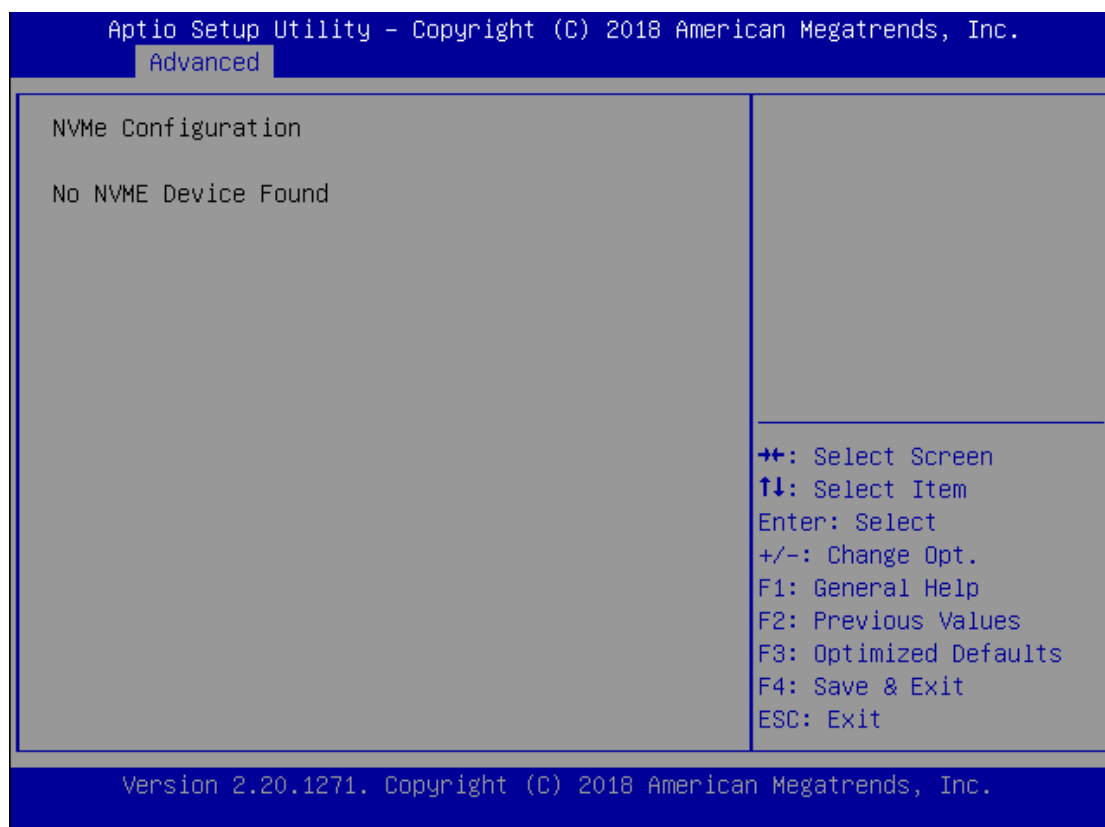 Aptio Setup Utility – Copyright (C) 2018 American Megatrends, Inc.
Advanced
NVMe Configuration
No NVME Device Found
→←: Select Screen
↑↓: Select Item
Enter: Select
+/-: Change Opt.
F1: General Help
F2: Previous Values
F3: Optimized Defaults
F4: Save & Exit
ESC: Exit
Version 2.20.1271. Copyright (C) 2018 American Megatrends, Inc.